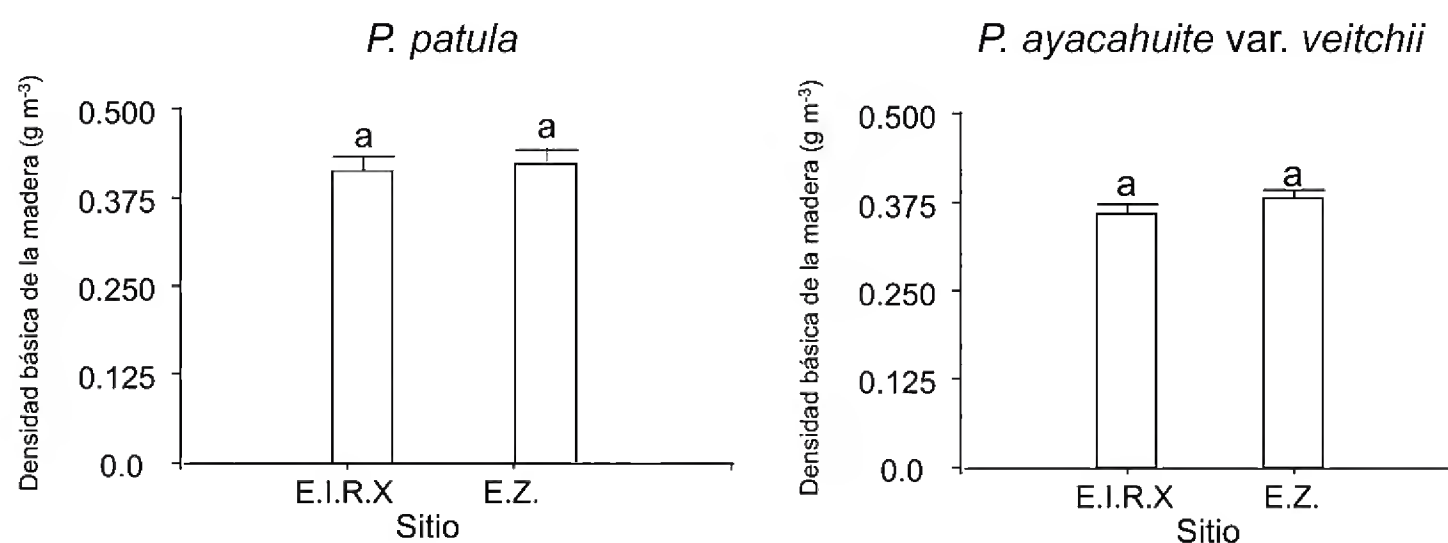 P. patula
Densidad básica de la madera (g m-3)
0.500
0.375
0.250
0.125
0.0
a
a
E.I.R.X
E.Z.
Sitio
P. ayacahuite var. veitchii
Densidad básica de la madera (g m-3)
0.500
0.375
0.250
0.125
0.0
a
a
E.I.R.X
E.Z.
Sitio